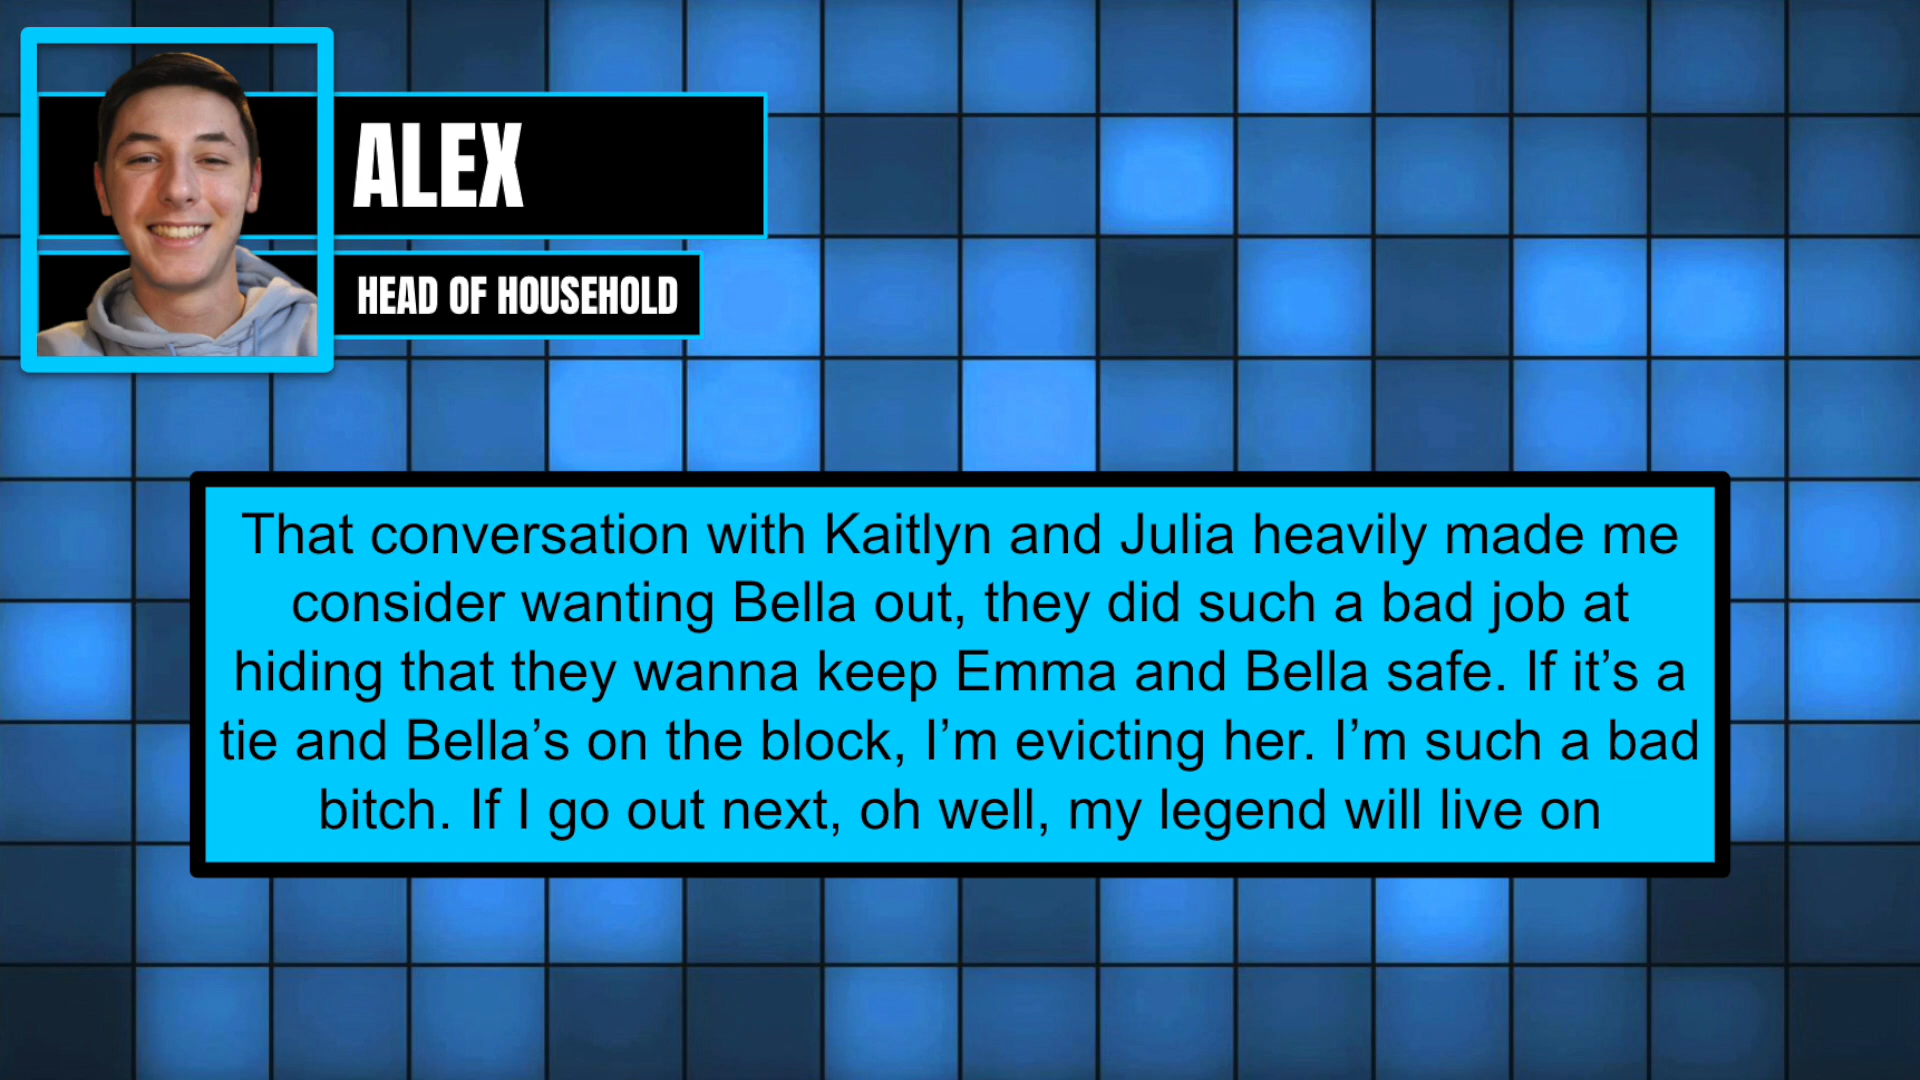 ALEX
HEAD OF HOUSEHOLD
That conversation with Kaitlyn and Julia heavily made me
consider wanting Bella out, they did such a bad job at
hiding that they wanna keep Emma and Bella safe. If it’s a
tie and Bella’s on the block, I’m evicting her. I’m such a bad
bitch. If I go out next, oh well, my legend will live on